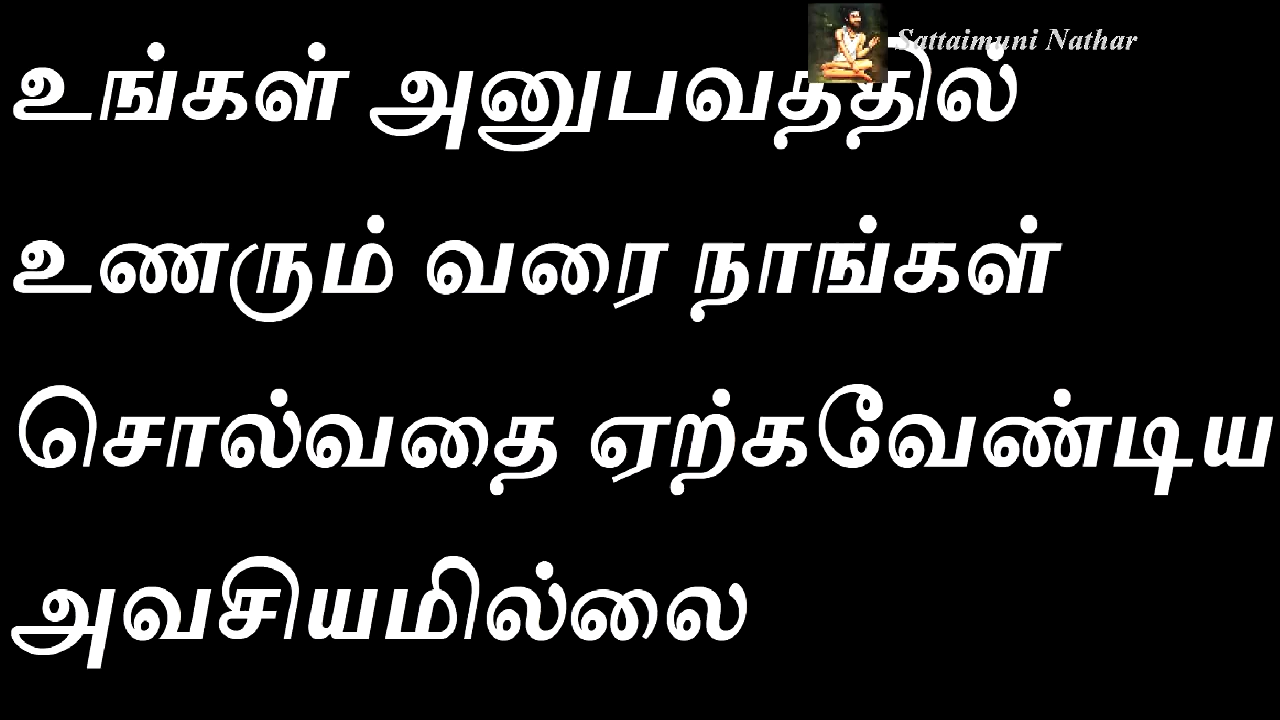 Sattaimuni Nathar
உங்கள் அனுபவத்தில்
உணரும் வரை நாங்கள்
சொல்வதை ஏற்கவேண்டிய
அவசியமில்லை